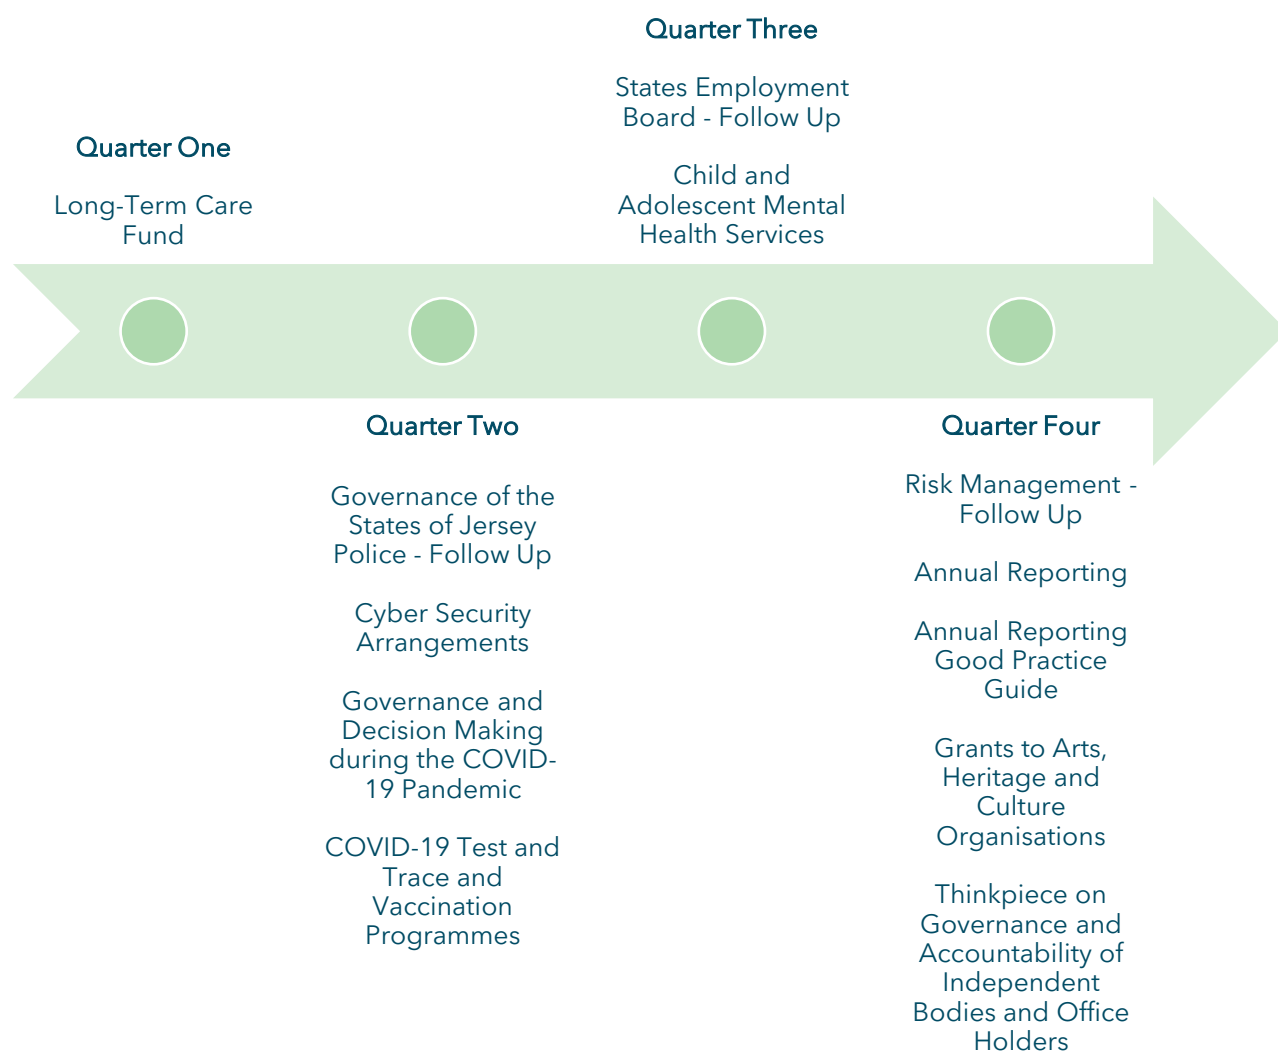 Quarter One
Long-Term Care
Fund
Quarter Two
Governance of the
States of Jersey
Police - Follow Up
Cyber Security
Arrangements
Governance and
Decision Making
during the COVID-
19 Pandemic
COVID-19 Test and
Trace and
Vaccination
Programmes
Quarter Three
States Employment
Board - Follow Up
Child and
Adolescent Mental
Health Services
Quarter Four
Risk Management -
Follow Up
Annual Reporting
Annual Reporting
Good Practice
Guide
Grants to Arts,
Heritage and
Culture
Organisations
Thinkpiece on
Governance and
Accountability of
Independent
Bodies and Office
Holders